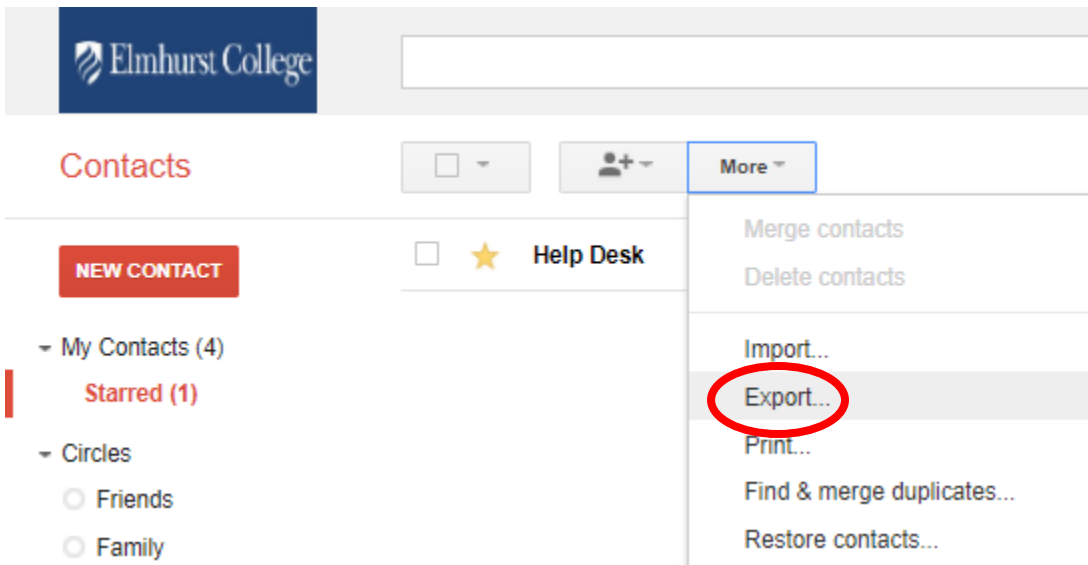 Elmhurst College
Contacts
More
Merge contacts
Delete contacts
Import...
Export...
Print...
Find & merge duplicates...
Restore contacts...
Help Desk
NEW CONTACT
My Contacts (4)
Starred (1)
Circles
Friends
Family